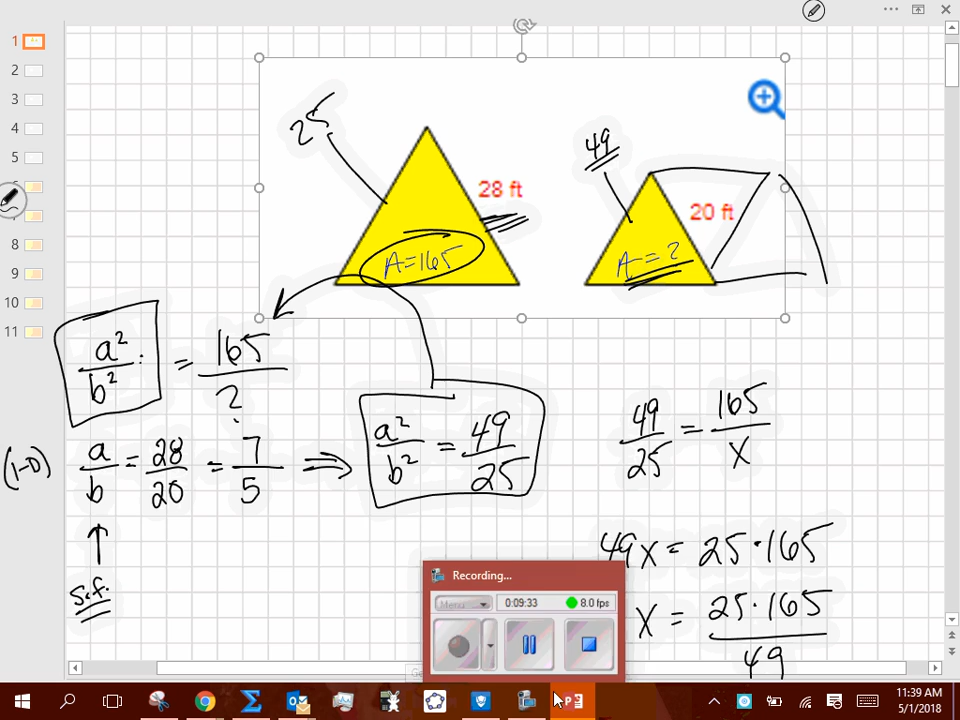 1
2
3
4
5
7
8
9
10
11
25
49
28 ft
20 ft
A=165
A=?
a²/b² = 165/?
(1-D) a/b = 28/20 = 7/5 ⇒ a²/b² = 49/25
s.f.
49/25 = 165/x
49x = 25·165
x = 25·165/49
Recording...
Menu
0:09:33
8.0 fps
11:39 AM
5/1/2018